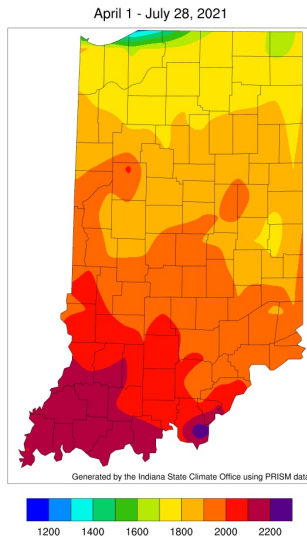 April 1 - July 28, 2021
Generated by the Indiana State Climate Office using PRISM data
1200 1400 1600 1800 2000 2200